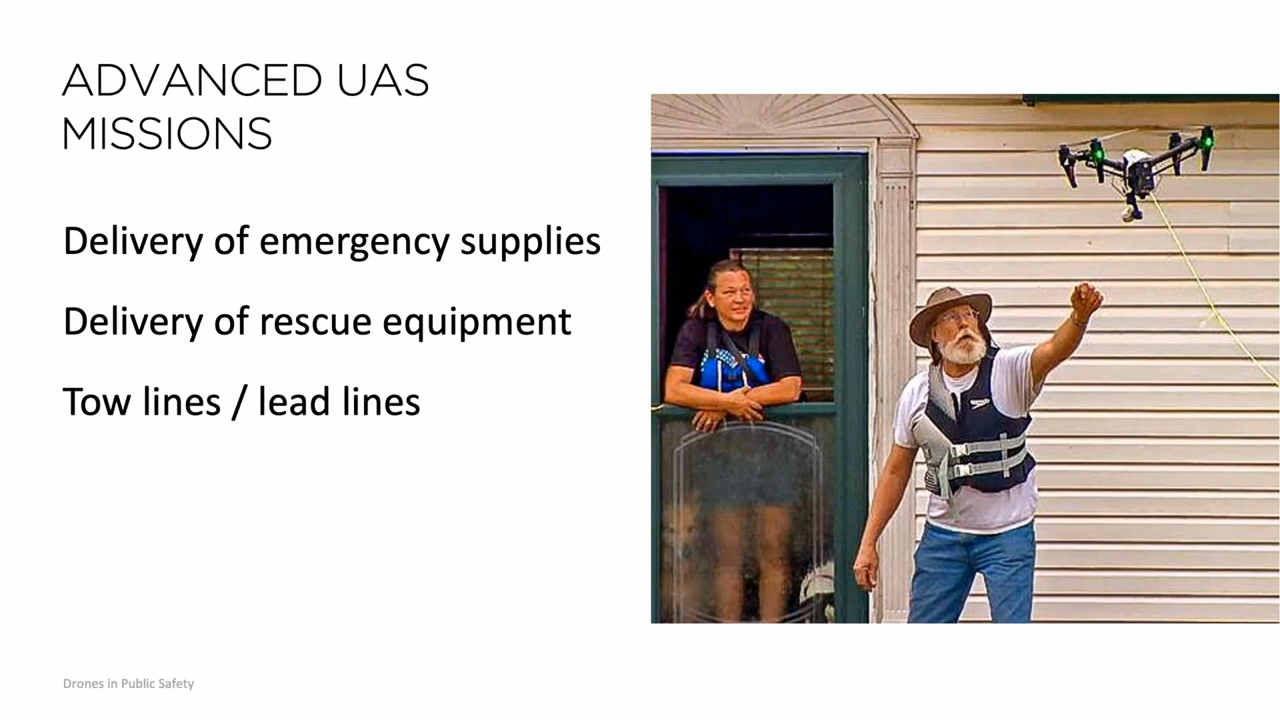 ADVANCED UAS
MISSIONS
Delivery of emergency supplies
Delivery of rescue equipment
Tow lines / lead lines
speedo
Drones in Public Safety